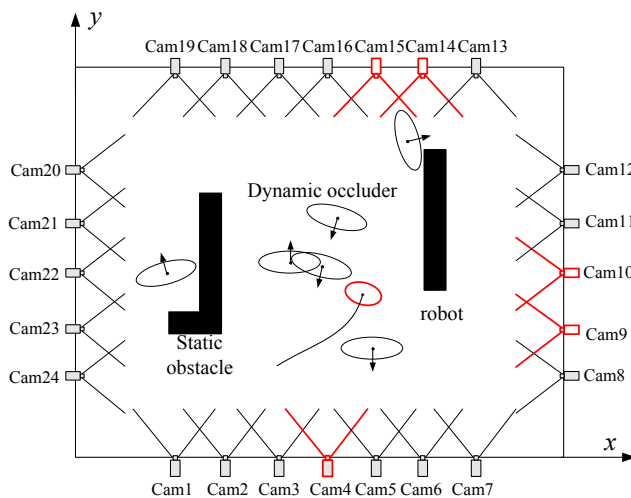 y
Cam19 Cam18 Cam17 Cam16 Cam15 Cam14 Cam13
Cam20
Cam12
Dynamic occluder
Cam21
Cam11
Cam22
Cam10
robot
Cam23
Static
obstacle
Cam9
Cam24
Cam8
x
Cam1 Cam2 Cam3 Cam4 Cam5 Cam6 Cam7